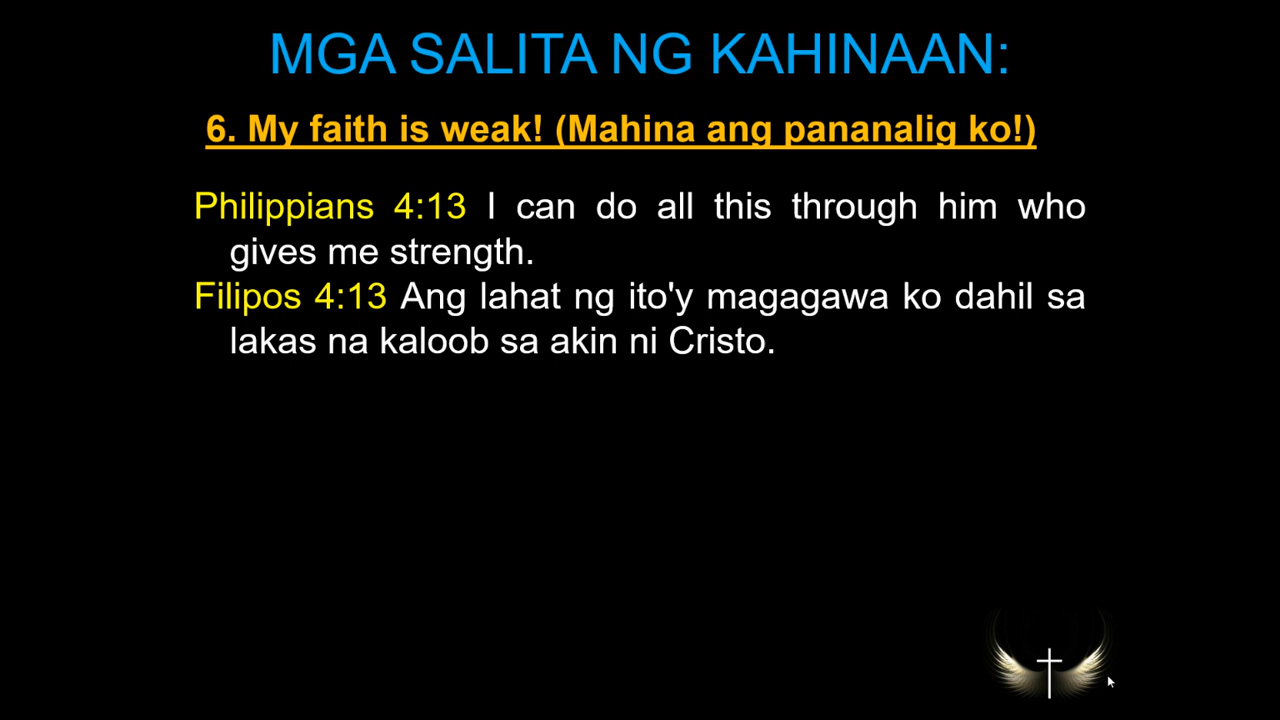 MGA SALITA NG KAHINAAN:
6. My faith is weak! (Mahina ang pananalig ko!)
Philippians 4:13 I can do all this through him who
gives me strength.
Filipos 4:13 Ang lahat ng ito'y magagawa ko dahil sa
lakas na kaloob sa akin ni Cristo.